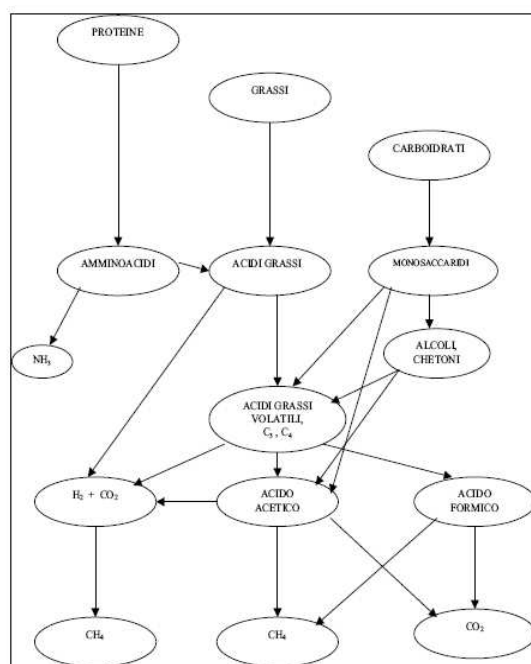 PROTEINE
GRASSI
CARBOIDRATI
AMMINOACIDI
ACIDI GRASSI
MONOSACCARIDI
NH₃
ALCOLI,
CHETONI
ACIDI GRASSI
VOLATILI,
C₃ , C₄
H₂ + CO₂
ACIDO
ACETICO
ACIDO
FORMICO
CH₄
CH₄
CO₂